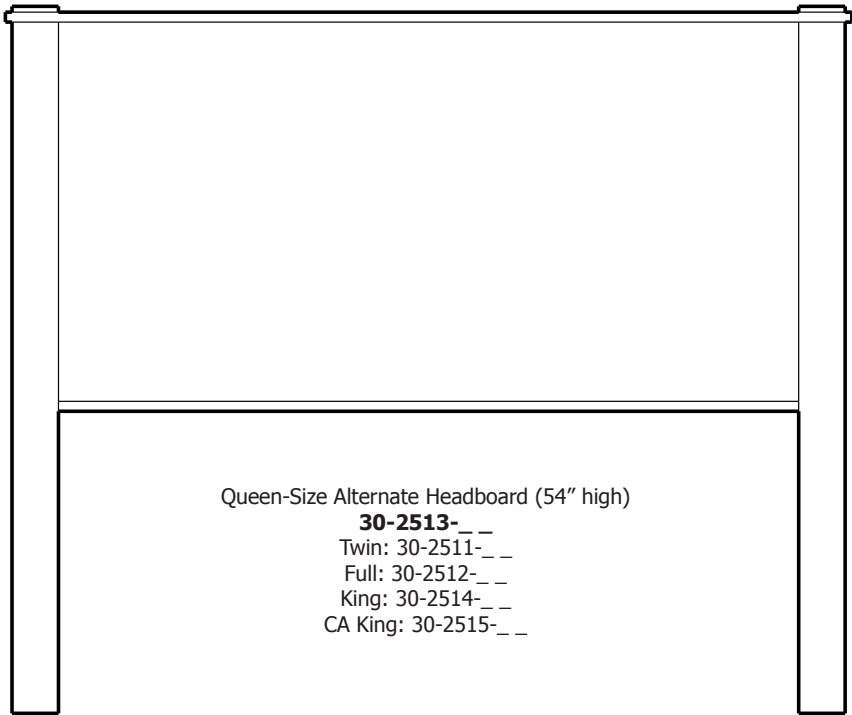 Queen-Size Alternate Headboard (54” high)
30-2513-_ _
Twin: 30-2511-_ _
Full: 30-2512-_ _
King: 30-2514-_ _
CA King: 30-2515-_ _